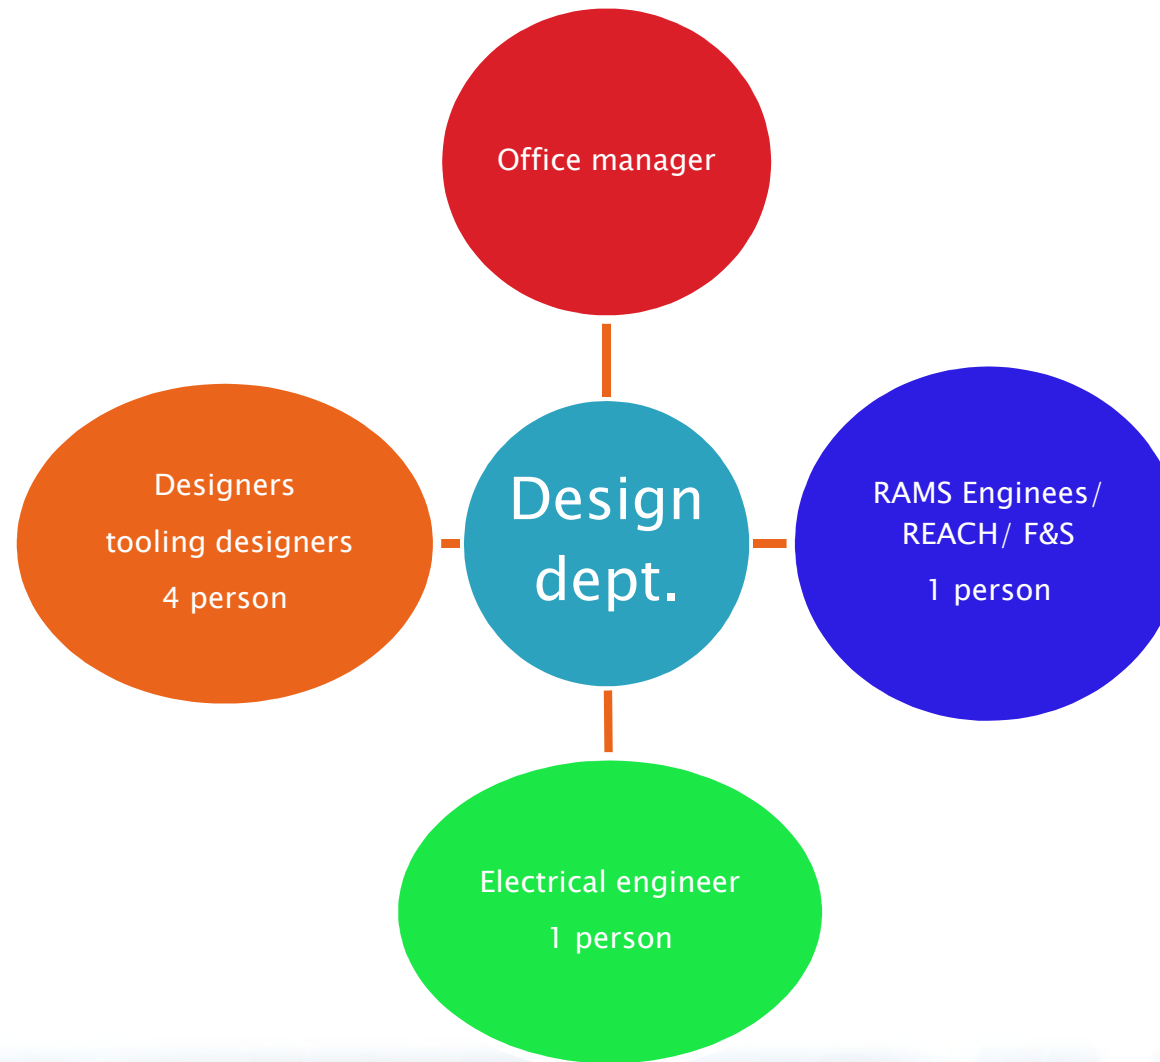 Office manager
Designers
tooling designers
4 person
Design
dept.
RAMS Enginees/
REACH/ F&S
1 person
Electrical engineer
1 person